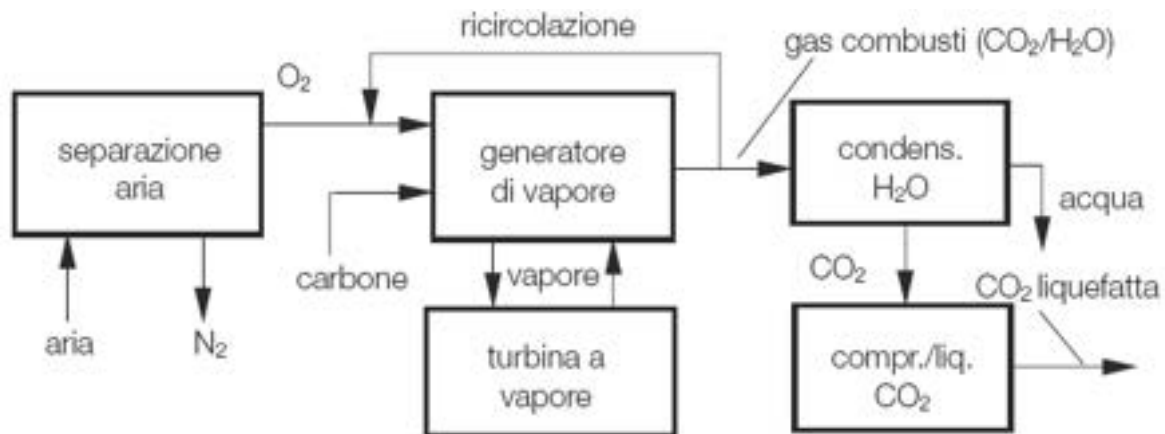 ricircolazione
gas combusti (CO₂/H₂O)
O₂
separazione
aria
generatore
di vapore
condens.
H₂O
acqua
carbone
vapore
CO₂
CO₂ liquefatta
aria
N₂
turbina a
vapore
compr./liq.
CO₂